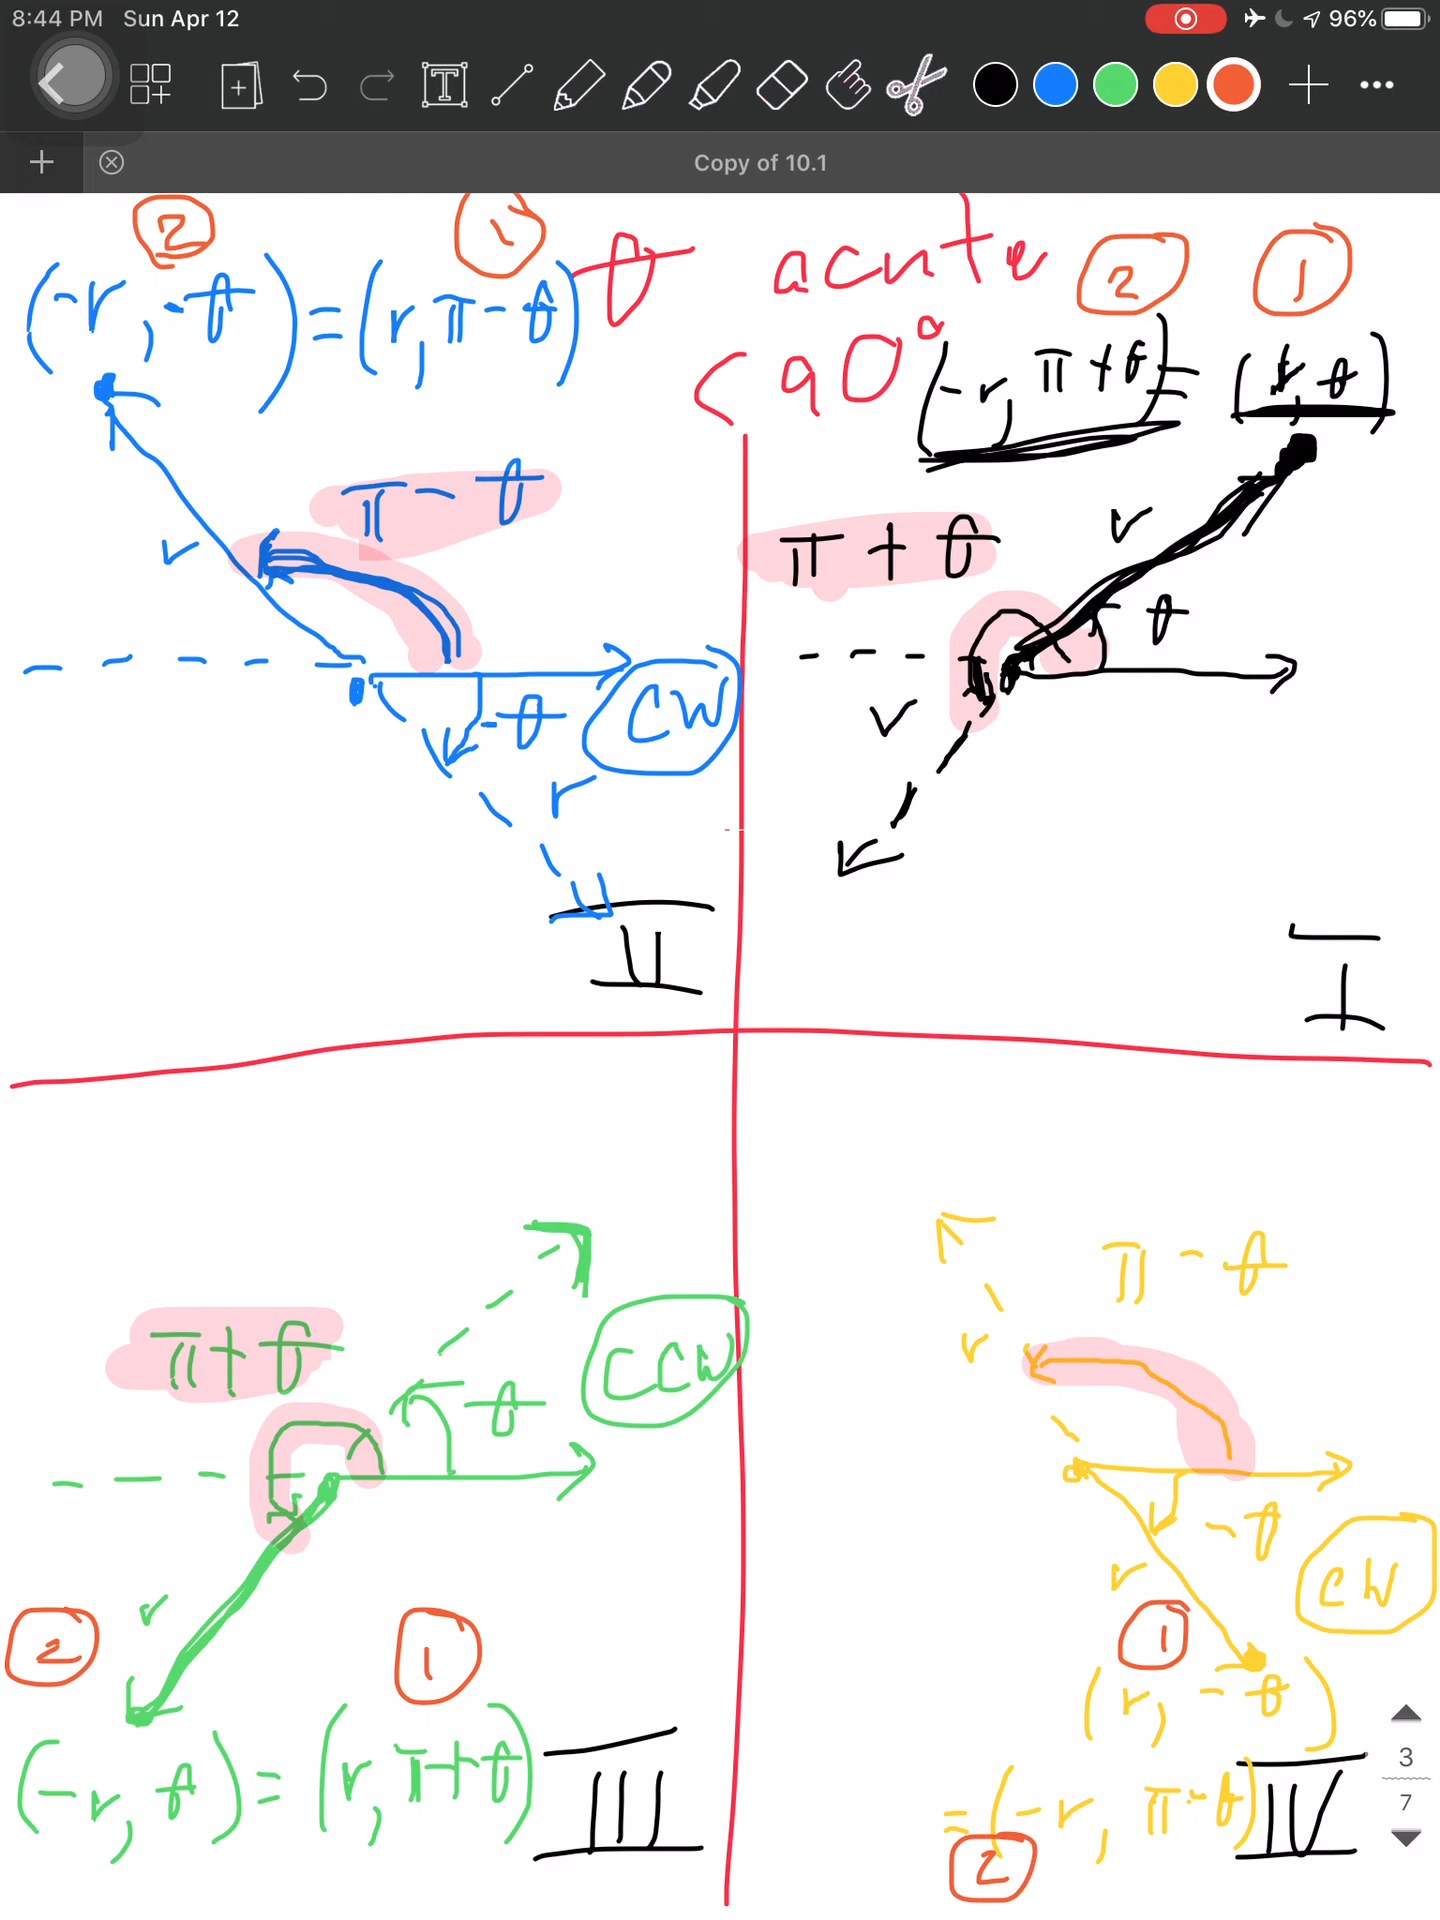 8:44 PM Sun Apr 12
96%
T
Copy of 10.1
2
1
θ acute
< 90°
2
1
(-r, -θ) = (r, π-θ)
(-r, π+θ) = (r, θ)
π-θ
r
-θ
CW
r
II
π+θ
r
θ
r
I
π+θ
θ
CCW
r
2
1
(-r, θ) = (r, π+θ)
III
π-θ
r
-θ
CW
r
1
(r, -θ)
= (-r, π-θ)
2
IV
3
7